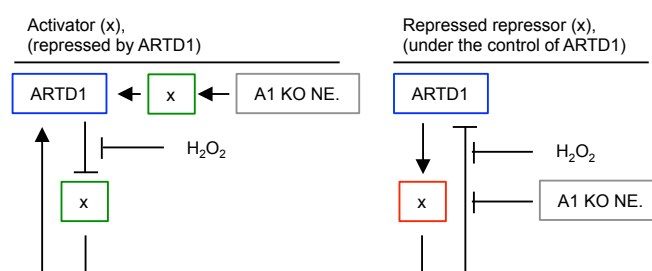 Activator (x),
(repressed by ARTD1)
ARTD1
x
A1 KO NE.
H₂O₂
x
Repressed repressor (x),
(under the control of ARTD1)
ARTD1
H₂O₂
x
A1 KO NE.